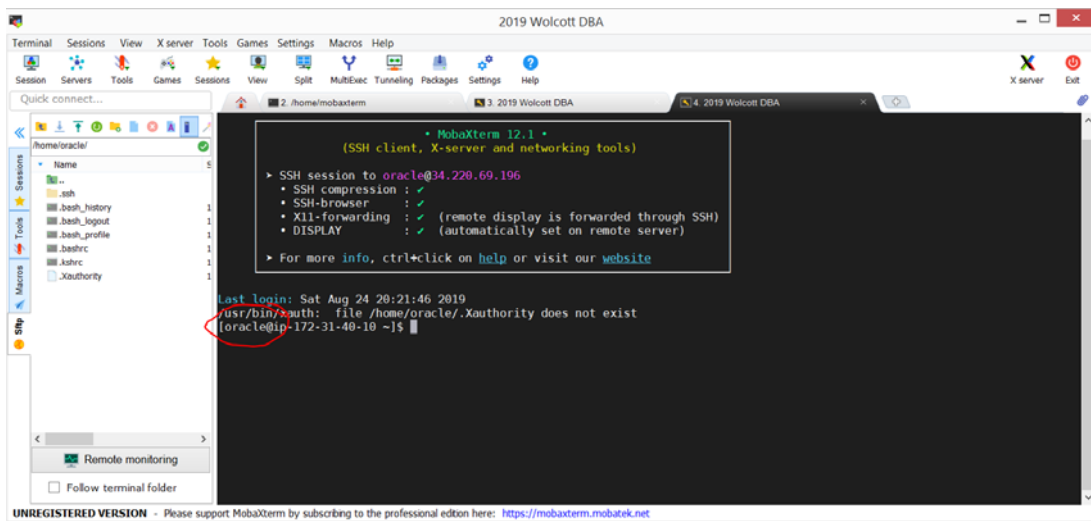 2019 Wolcott DBA
Terminal Sessions View X server Tools Games Settings Macros Help
Session Servers Tools Games Sessions View Split MultiExec Tunneling Packages Settings Help X server Exit
Quick connect...
2. /home/mobaxterm
3. 2019 Wolcott DBA
4. 2019 Wolcott DBA
/home/oracle/
Name
..
.ssh
.bash_history 1
.bash_logout 1
.bash_profile 1
.bashrc 1
.kshrc 1
.Xauthority 1
Sessions
Tools
Macros
Sftp
Remote monitoring
Follow terminal folder
• MobaXterm 12.1 •
(SSH client, X-server and networking tools)
➤ SSH session to oracle@34.220.69.196
• SSH compression : ✔
• SSH-browser : ✔
• X11-forwarding : ✔ (remote display is forwarded through SSH)
• DISPLAY : ✔ (automatically set on remote server)
➤ For more info, ctrl+click on help or visit our website
Last login: Sat Aug 24 20:21:46 2019
/usr/bin/xauth: file /home/oracle/.Xauthority does not exist
[oracle@ip-172-31-40-10 ~]$
UNREGISTERED VERSION - Please support MobaXterm by subscribing to the professional edition here: https://mobaxterm.mobatek.net